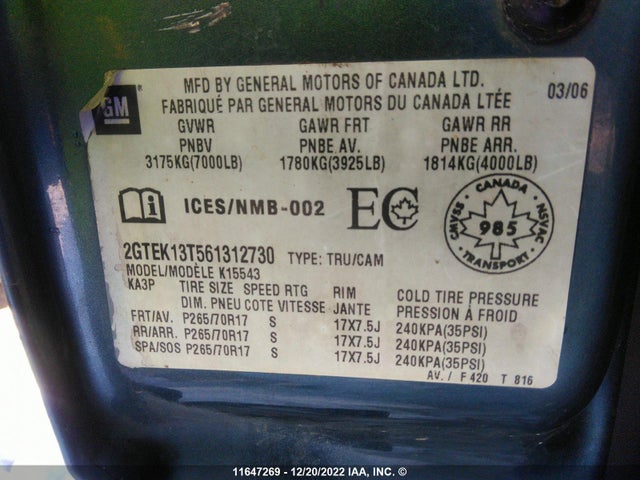 GM
MFD BY GENERAL MOTORS OF CANADA LTD.
FABRIQUÉ PAR GENERAL MOTORS DU CANADA LTÉE
03/06
GVWR GAWR FRT GAWR RR
PNBV PNBE AV. PNBE ARR.
3175KG(7000LB) 1780KG(3925LB) 1814KG(4000LB)
ICES/NMB-002 EC
CANADA
CMVSS 985 NSVAC
TRANSPORT
2GTEK13T561312730 TYPE: TRU/CAM
MODEL/MODÈLE K15543
KA3P TIRE SIZE SPEED RTG RIM COLD TIRE PRESSURE
DIM. PNEU COTE VITESSE JANTE PRESSION À FROID
FRT/AV. P265/70R17 S 17X7.5J 240KPA(35PSI)
RR/ARR. P265/70R17 S 17X7.5J 240KPA(35PSI)
SPA/SOS P265/70R17 S 17X7.5J 240KPA(35PSI)
AV. / F 420 T 816
11647269 - 12/20/2022 IAA, INC. ©